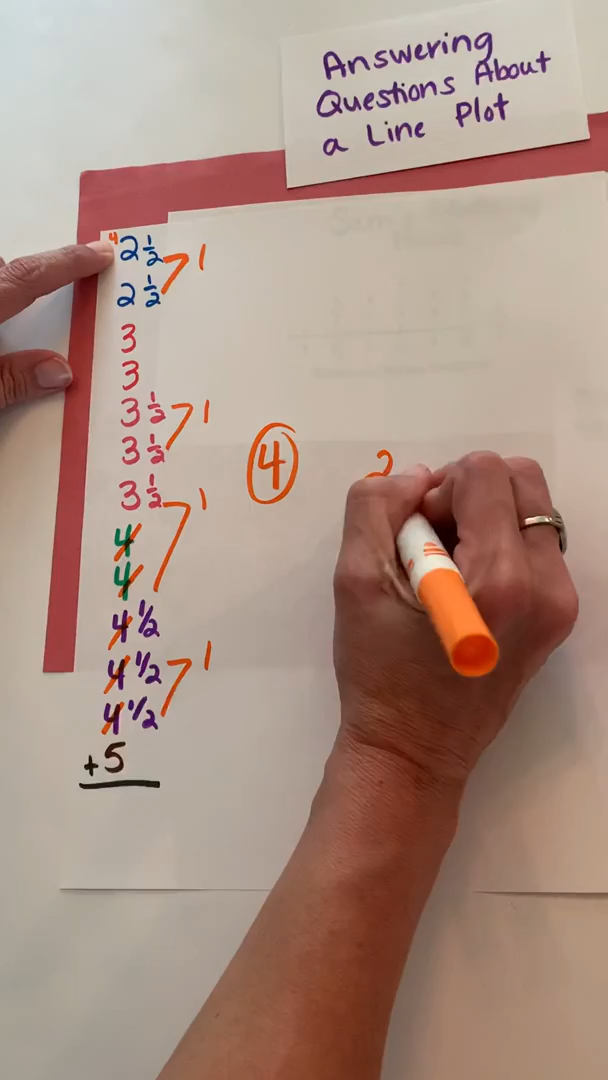 Answering
Questions About
a Line Plot
4
2 1/2 1
2 1/2
3
3
3 1/2 1
3 1/2
3 1/2 1
4
4
4 1/2
4 1/2 1
4 1/2
+ 5
4 2